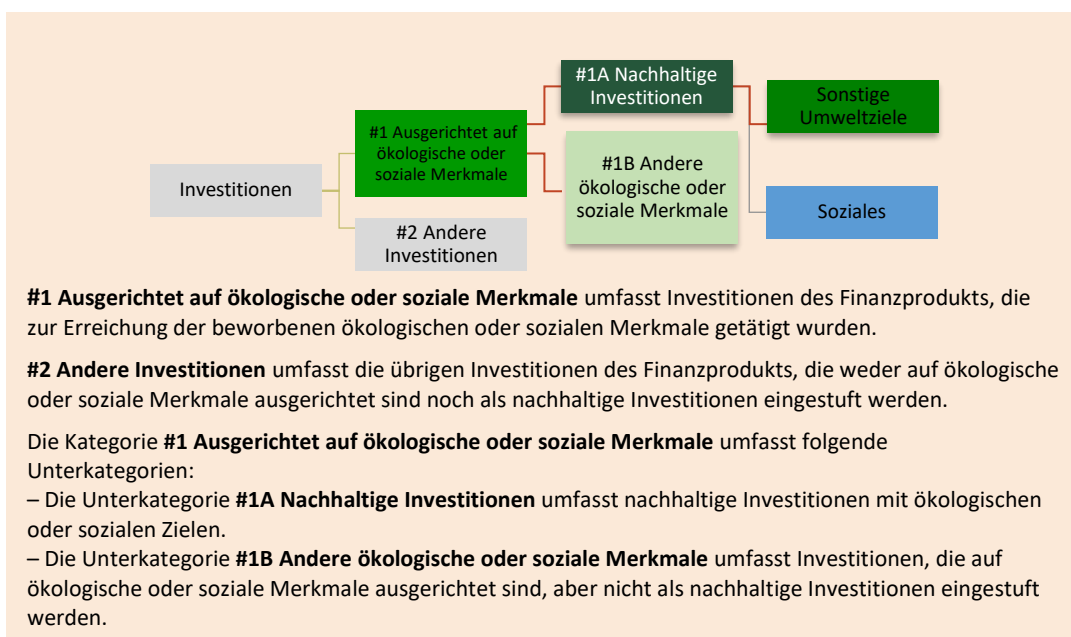 #1A Nachhaltige
Investitionen
Sonstige
Umweltziele
#1 Ausgerichtet auf
ökologische oder
soziale Merkmale
#1B Andere
ökologische oder
soziale Merkmale
Investitionen
Soziales
#2 Andere
Investitionen
#1 Ausgerichtet auf ökologische oder soziale Merkmale umfasst Investitionen des Finanzprodukts, die
zur Erreichung der beworbenen ökologischen oder sozialen Merkmale getätigt wurden.
#2 Andere Investitionen umfasst die übrigen Investitionen des Finanzprodukts, die weder auf ökologische
oder soziale Merkmale ausgerichtet sind noch als nachhaltige Investitionen eingestuft werden.
Die Kategorie #1 Ausgerichtet auf ökologische oder soziale Merkmale umfasst folgende
Unterkategorien:
– Die Unterkategorie #1A Nachhaltige Investitionen umfasst nachhaltige Investitionen mit ökologischen
oder sozialen Zielen.
– Die Unterkategorie #1B Andere ökologische oder soziale Merkmale umfasst Investitionen, die auf
ökologische oder soziale Merkmale ausgerichtet sind, aber nicht als nachhaltige Investitionen eingestuft
werden.